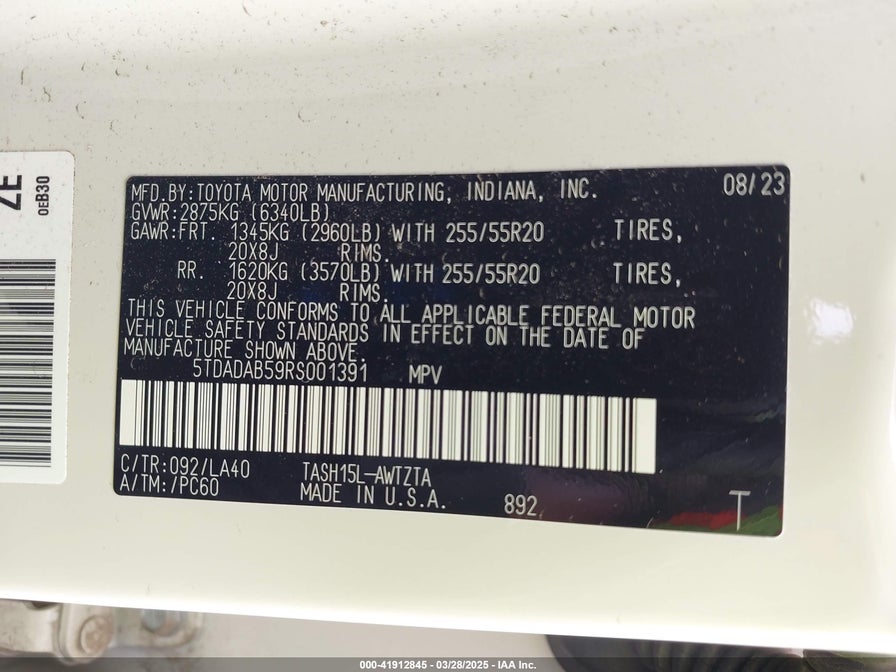 ZE
0EB30
MFD.BY:TOYOTA MOTOR MANUFACTURING, INDIANA, INC. 08/23
GVWR:2875KG (6340LB)
GAWR:FRT. 1345KG (2960LB) WITH 255/55R20 TIRES,
20X8J RIMS.
RR. 1620KG (3570LB) WITH 255/55R20 TIRES,
20X8J RIMS.
THIS VEHICLE CONFORMS TO ALL APPLICABLE FEDERAL MOTOR
VEHICLE SAFETY STANDARDS IN EFFECT ON THE DATE OF
MANUFACTURE SHOWN ABOVE.
5TDADAB59RS001391 MPV
C/TR:092/LA40 TASH15L-AWTZTA
A/TM:/PC60 MADE IN U.S.A. 892 T
000-41912845 - 03/28/2025 - IAA Inc.